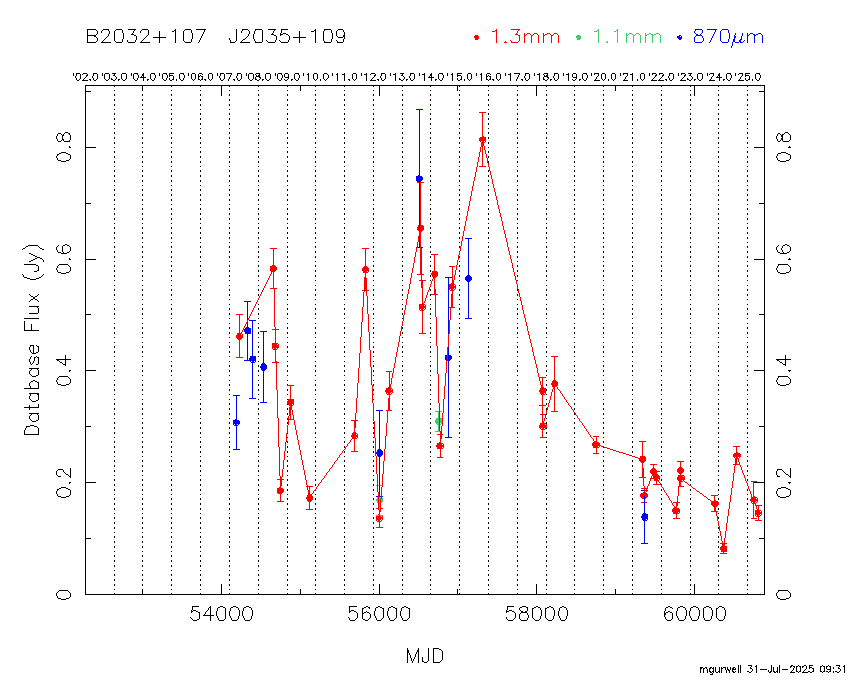 B2032+107 J2035+109 1.3mm 1.1mm 870μm
'02.0 '03.0 '04.0 '05.0 '06.0 '07.0 '08.0 '09.0 '10.0 '11.0 '12.0 '13.0 '14.0 '15.0 '16.0 '17.0 '18.0 '19.0 '20.0 '21.0 '22.0 '23.0 '24.0 '25.0
0.8 0.8
0.6 0.6
Database Flux (Jy)
0.4 0.4
0.2 0.2
0 0
54000 56000 58000 60000
MJD
mgurwell 31-Jul-2025 09:31